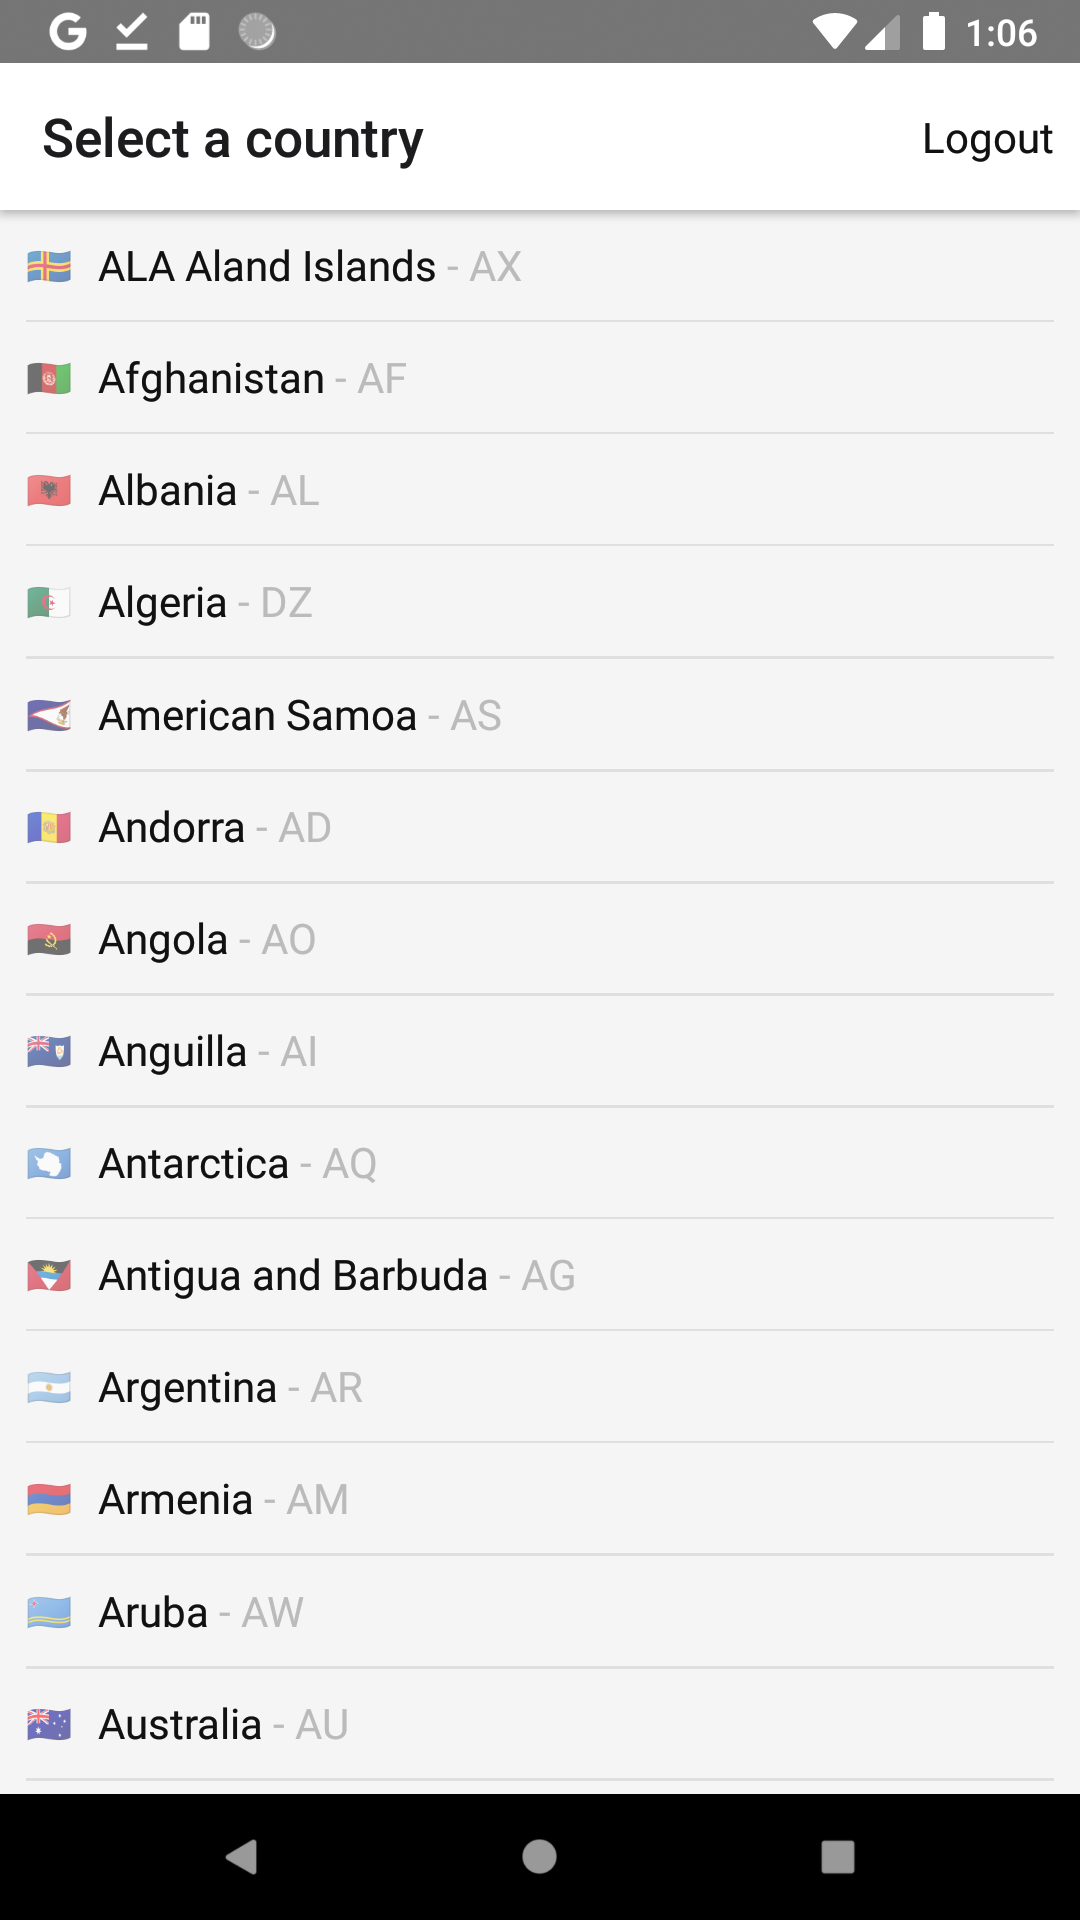 1:06
Select a country
Logout
ALA Aland Islands - AX
Afghanistan - AF
Albania - AL
Algeria - DZ
American Samoa - AS
Andorra - AD
Angola - AO
Anguilla - AI
Antarctica - AQ
Antigua and Barbuda - AG
Argentina - AR
Armenia - AM
Aruba - AW
Australia - AU